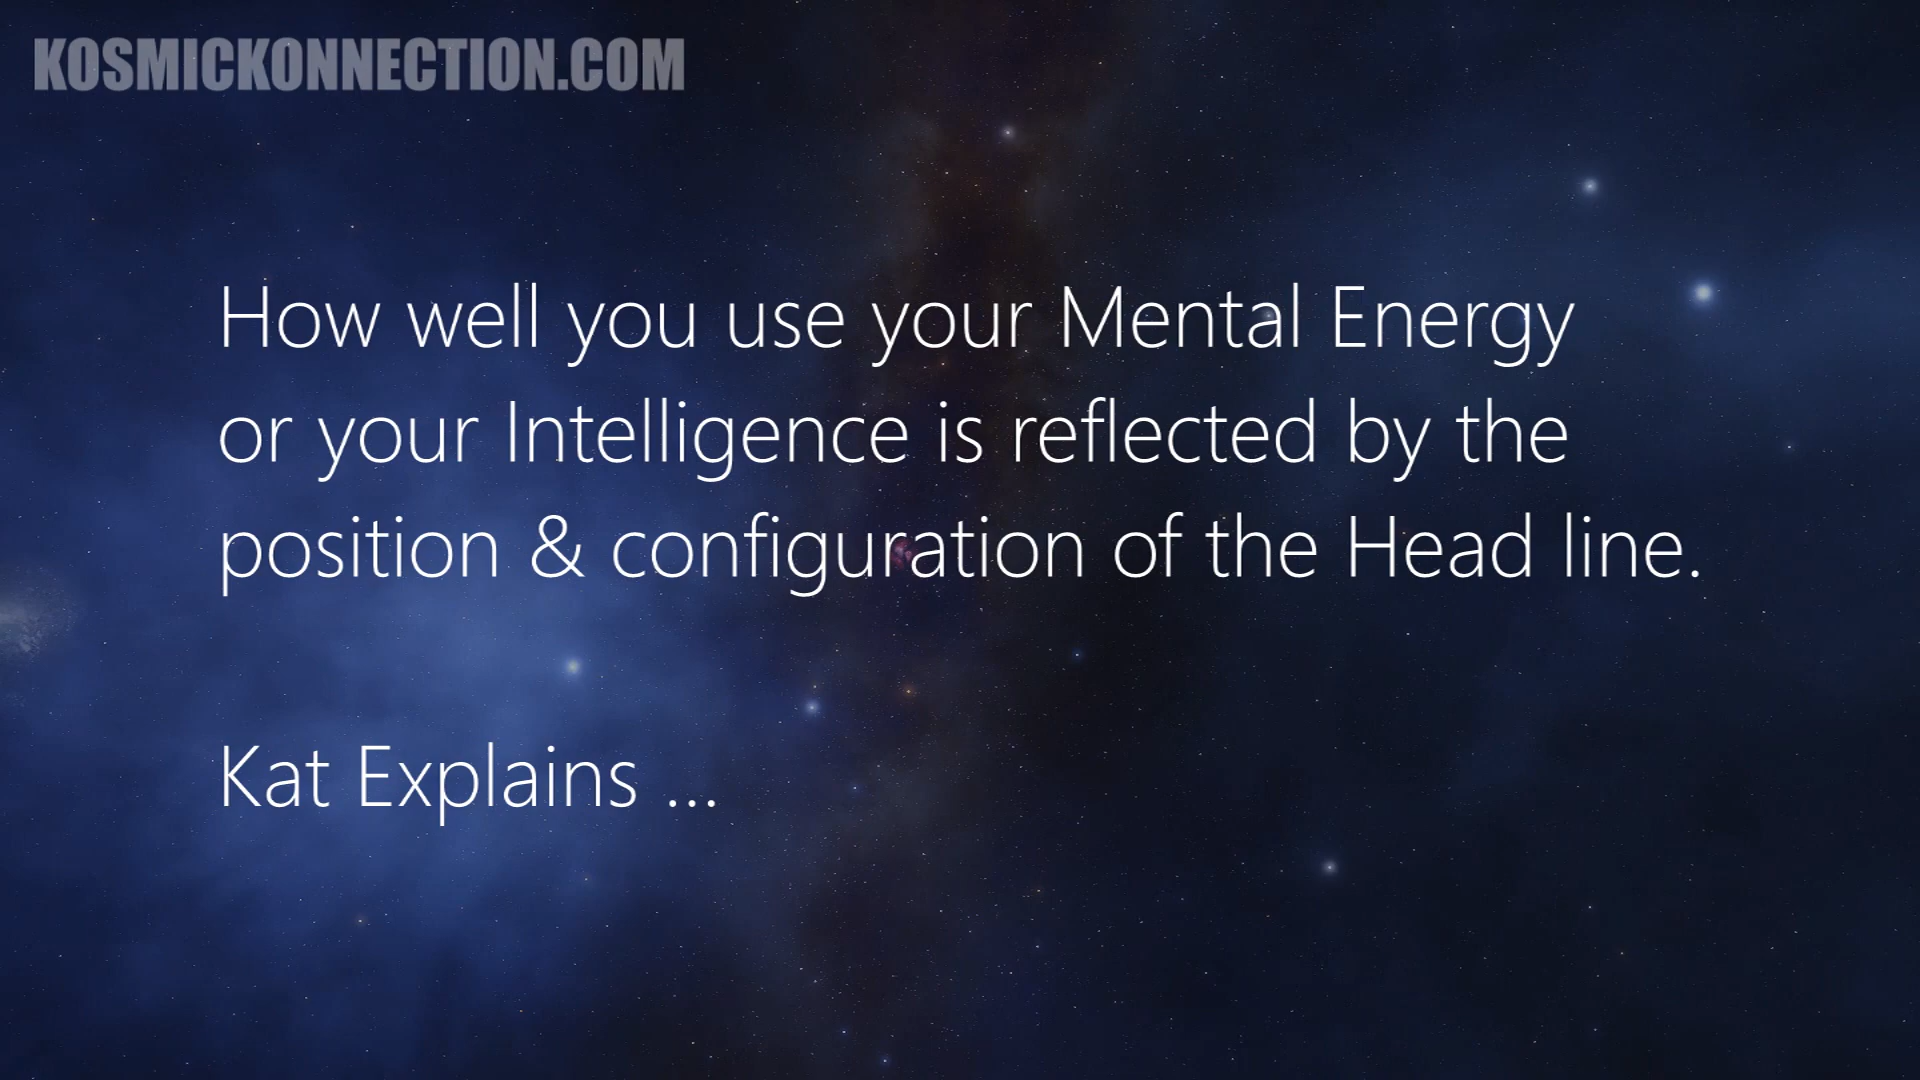 KOSMICKONNECTION.COM
How well you use your Mental Energy
or your Intelligence is reflected by the
position & configuration of the Head line.
Kat Explains ...